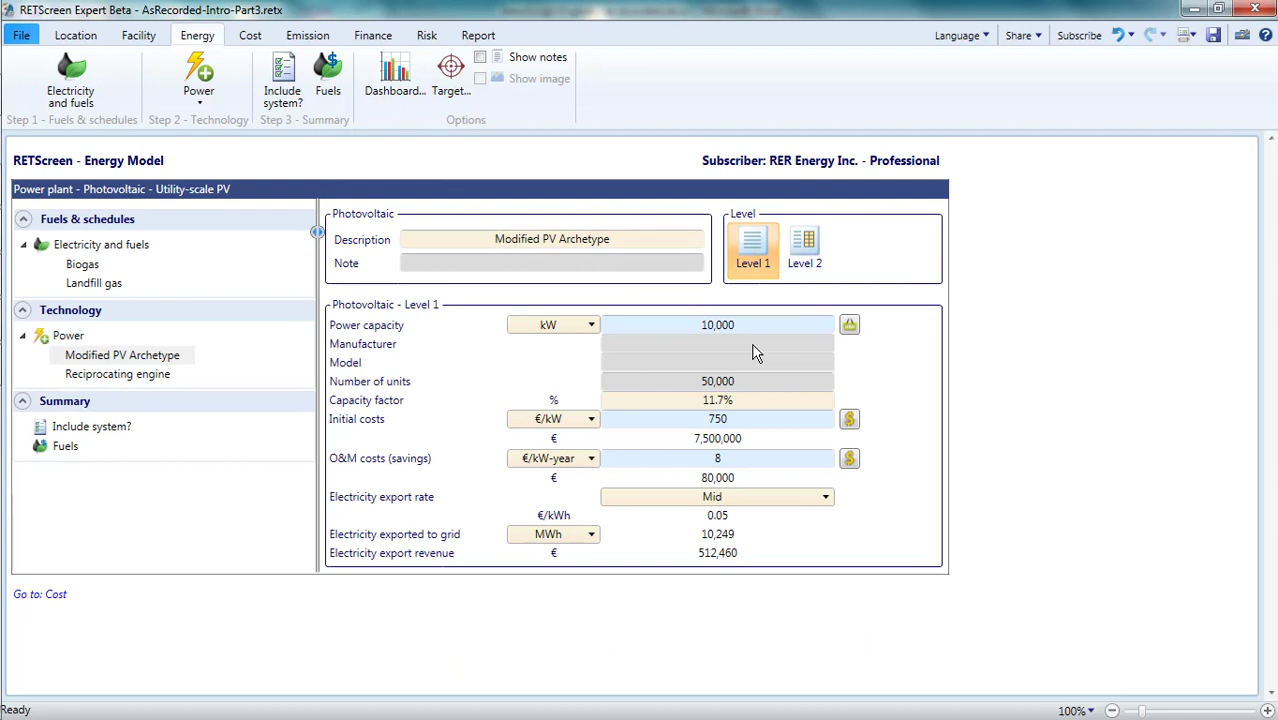 RETScreen Expert Beta - AsRecorded-Intro-Part3.retx
File Location Facility Energy Cost Emission Finance Risk Report Language Share Subscribe
Electricity and fuels
Power
Include system?
Fuels
Dashboard...
Target...
Show notes
Show image
Step 1 - Fuels & schedules Step 2 - Technology Step 3 - Summary Options
RETScreen - Energy Model Subscriber: RER Energy Inc. - Professional
Power plant - Photovoltaic - Utility-scale PV
Fuels & schedules
Electricity and fuels
Biogas
Landfill gas
Technology
Power
Modified PV Archetype
Reciprocating engine
Summary
Include system?
Fuels
Photovoltaic
Description Modified PV Archetype
Note
Level
Level 1 Level 2
Photovoltaic - Level 1
Power capacity kW 10,000
Manufacturer
Model
Number of units 50,000
Capacity factor % 11.7%
Initial costs €/kW 750
€ 7,500,000
O&M costs (savings) €/kW-year 8
€ 80,000
Electricity export rate Mid
€/kWh 0.05
Electricity exported to grid MWh 10,249
Electricity export revenue € 512,460
Go to: Cost
Ready 100%